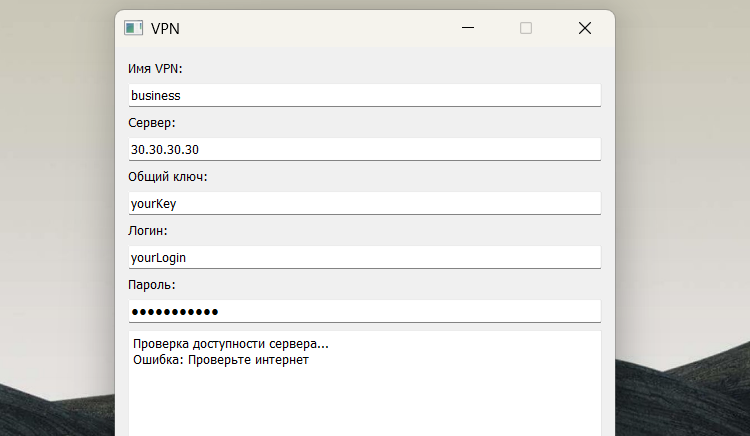 VPN
Имя VPN:
business
Сервер:
30.30.30.30
Общий ключ:
yourKey
Логин:
yourLogin
Пароль:
●●●●●●●●●●●
Проверка доступности сервера...
Ошибка: Проверьте интернет